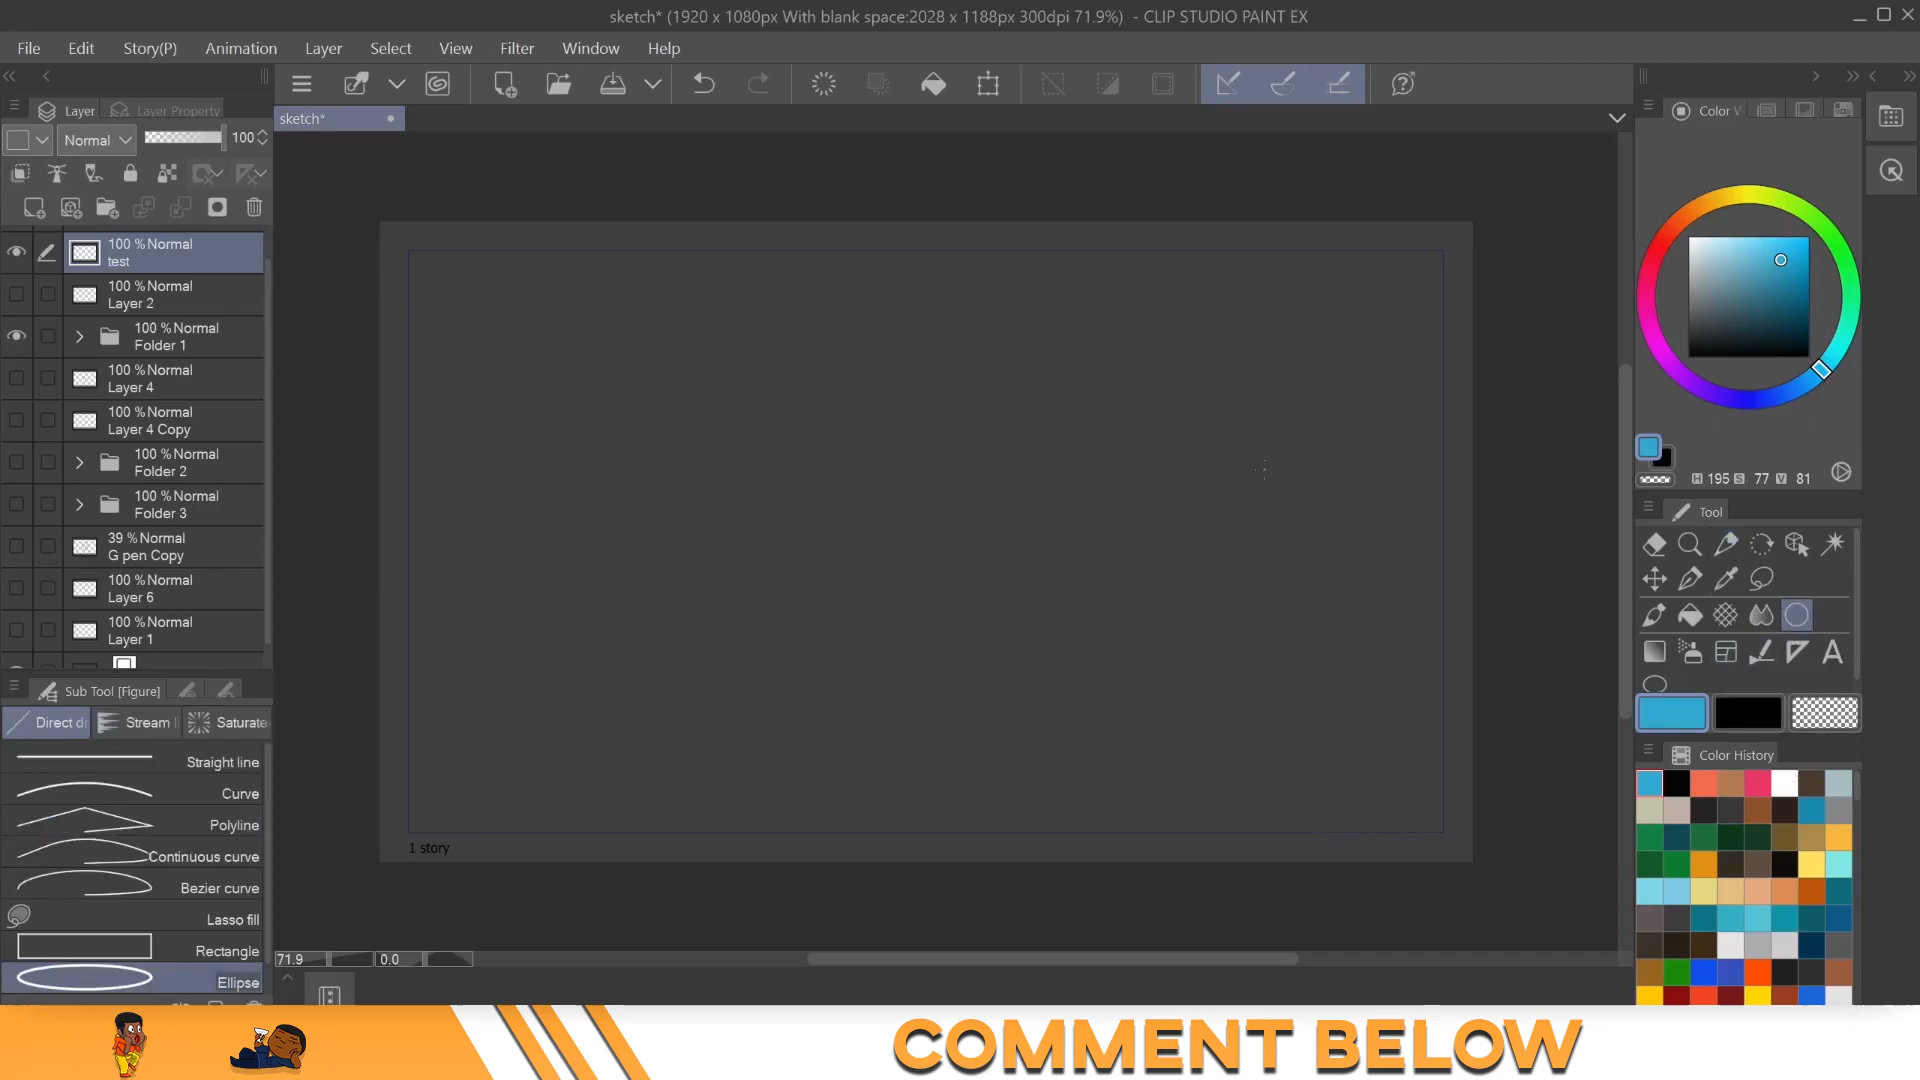 sketch* (1920 x 1080px With blank space:2028 x 1188px 300dpi 71.9%) - CLIP STUDIO PAINT EX
File Edit Story(P) Animation Layer Select View Filter Window Help
sketch*
Layer Layer Property
Normal 100
100 %Normal
test
100 %Normal
Layer 2
100 %Normal
Folder 1
100 %Normal
Layer 4
100 %Normal
Layer 4 Copy
100 %Normal
Folder 2
100 %Normal
Folder 3
39 %Normal
G pen Copy
100 %Normal
Layer 6
100 %Normal
Layer 1
Sub Tool [Figure]
Direct d Stream Saturate
Straight line
Curve
Polyline
Continuous curve
Bezier curve
Lasso fill
Rectangle
Ellipse
1 story
71.9 0.0
Color
H 195 S 77 V 81
Tool
A
Color History
COMMENT BELOW